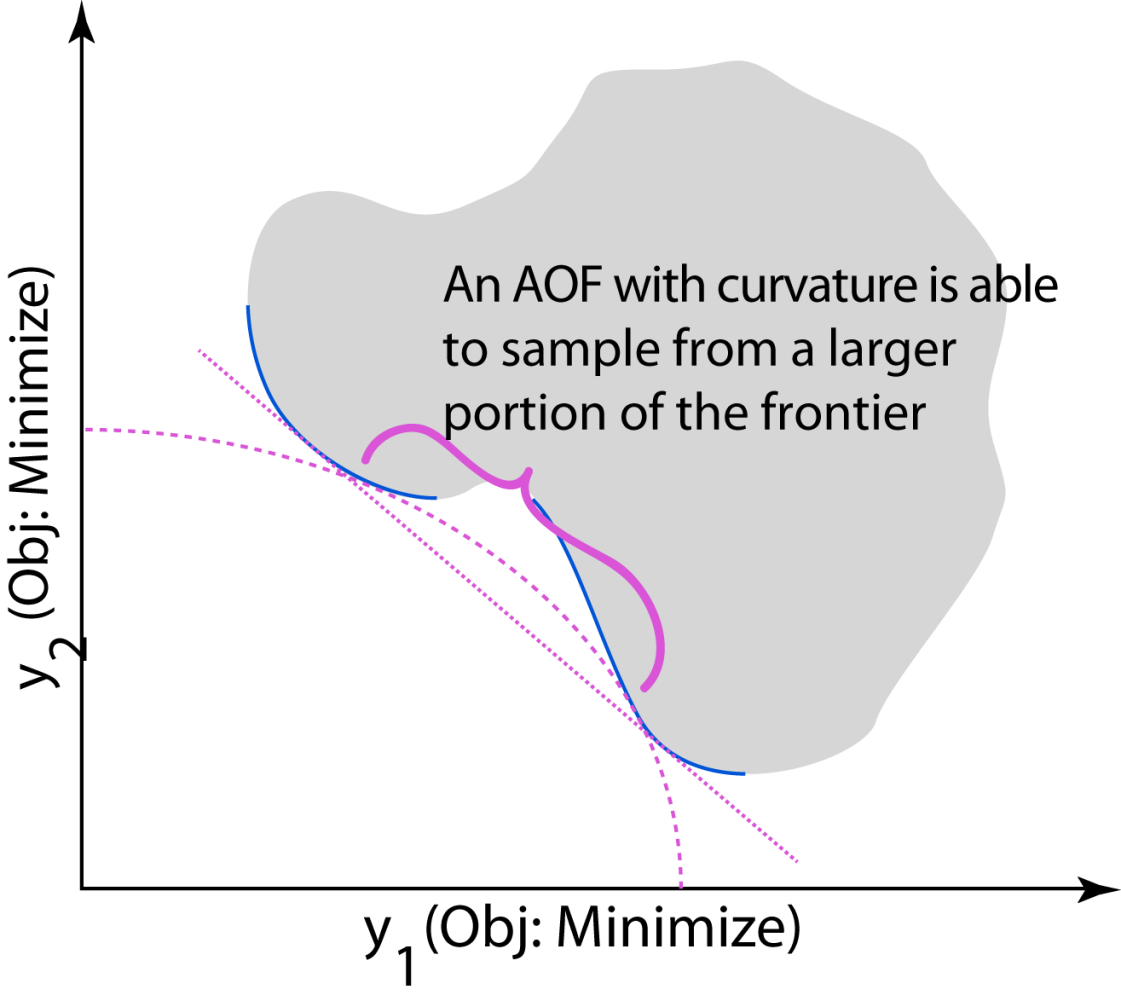 y2 (Obj: Minimize)
An AOF with curvature is able
to sample from a larger
portion of the frontier
y1 (Obj: Minimize)